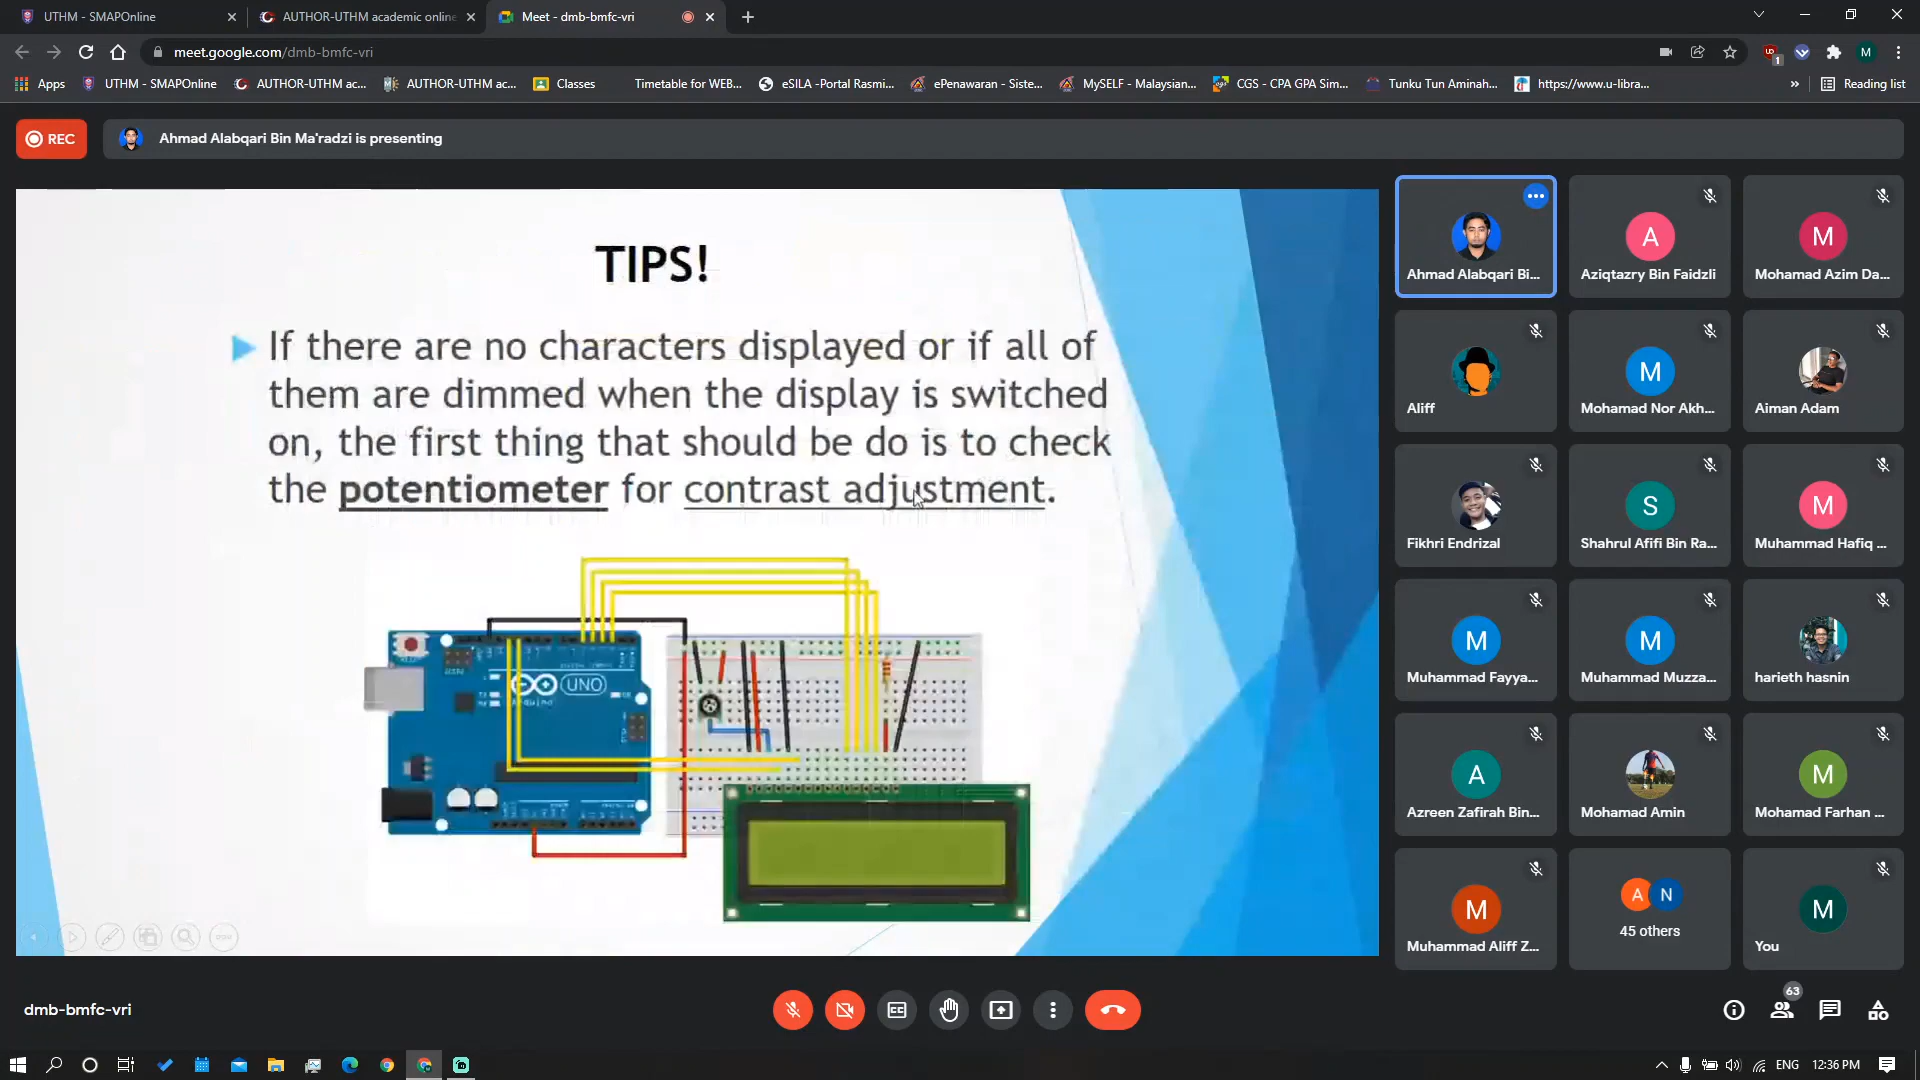 UTHM - SMAPOnline
AUTHOR-UTHM academic online
Meet - dmb-bmfc-vri
meet.google.com/dmb-bmfc-vri
Apps
UTHM - SMAPOnline
AUTHOR-UTHM ac...
AUTHOR-UTHM ac...
Classes
Timetable for WEB...
eSILA -Portal Rasmi...
ePenawaran - Siste...
MySELF - Malaysian...
CGS - CPA GPA Sim...
Tunku Tun Aminah...
https://www.u-libra...
Reading list
REC
Ahmad Alabqari Bin Ma'radzi is presenting
TIPS!
If there are no characters displayed or if all of
them are dimmed when the display is switched
on, the first thing that should be do is to check
the potentiometer for contrast adjustment.
UNO
Ahmad Alabqari Bi...
A
Aziqtazry Bin Faidzli
M
Mohamad Azim Da...
Aliff
M
Mohamad Nor Akh...
Aiman Adam
Fikhri Endrizal
S
Shahrul Afifi Bin Ra...
M
Muhammad Hafiq ...
M
Muhammad Fayya...
M
Muhammad Muzza...
harieth hasnin
A
Azreen Zafirah Bin...
Mohamad Amin
M
Mohamad Farhan ...
M
Muhammad Aliff Z...
A N
45 others
M
You
dmb-bmfc-vri
63
ENG
12:36 PM